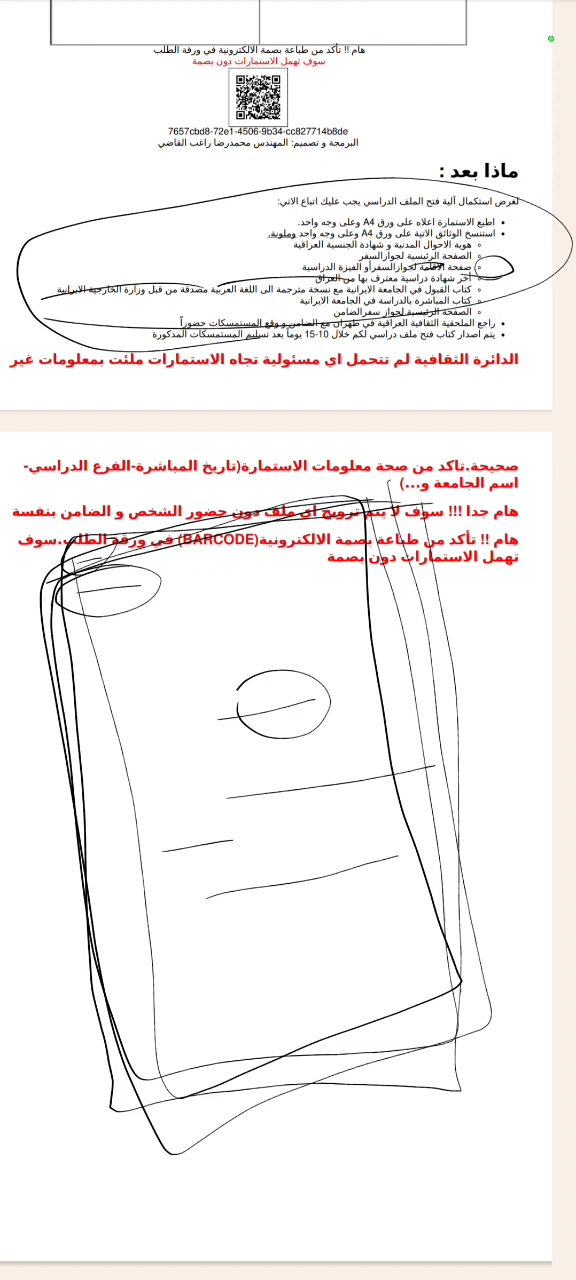 هام !! تأكد من طباعة بصمة الالكترونية في ورقة الطلب
سوف تهمل الاستمارات دون بصمة
7657cbd8-72e1-4506-9b34-cc827714b8de
البرمجة و تصميم: المهندس محمدرضا راغب القاضي
ماذا بعد :
لغرض استكمال آلية فتح الملف الدراسي يجب عليك اتباع الاتي:
اطبع الاستمارة اعلاه على ورق A4 وعلى وجه واحد.
استنسخ الوثائق الاتية على ورق A4 وعلى وجه واحد وملونة.
هوية الاحوال المدنية و شهادة الجنسية العراقية
الصفحة الرئيسية لجوازالسفر
صفحة الاقامة لجوازالسفرأو الفيزة الدراسية
آخر شهادة دراسية معترف بها من العراق
كتاب القبول في الجامعة الايرانية مع نسخة مترجمة الى اللغة العربية مصدقة من قبل وزارة الخارجية الايرانية
كتاب المباشرة بالدراسة في الجامعة الايرانية
الصفحة الرئيسية لجواز سفرالضامن
راجع الملحقية الثقافية العراقية في طهران مع الضامن و وقع المستمسكات حضوراً
يتم اصدار كتاب فتح ملف دراسي لكم خلال 10-15 يوما بعد تسليم المستمسكات المذكورة
الدائرة الثقافية لم تتحمل اي مسئولية تجاه الاستمارات ملئت بمعلومات غير
صحيحة.تاكد من صحة معلومات الاستمارة(تاريخ المباشرة-الفرع الدراسي-
اسم الجامعة و...)
هام جدا !!! سوف لا يتم ترويج اي ملف دون حضور الشخص و الضامن بنفسة
هام !! تأكد من طباعة بصمة الالكترونية(BARCODE) في ورقة الطلب..سوف
تهمل الاستمارات دون بصمة